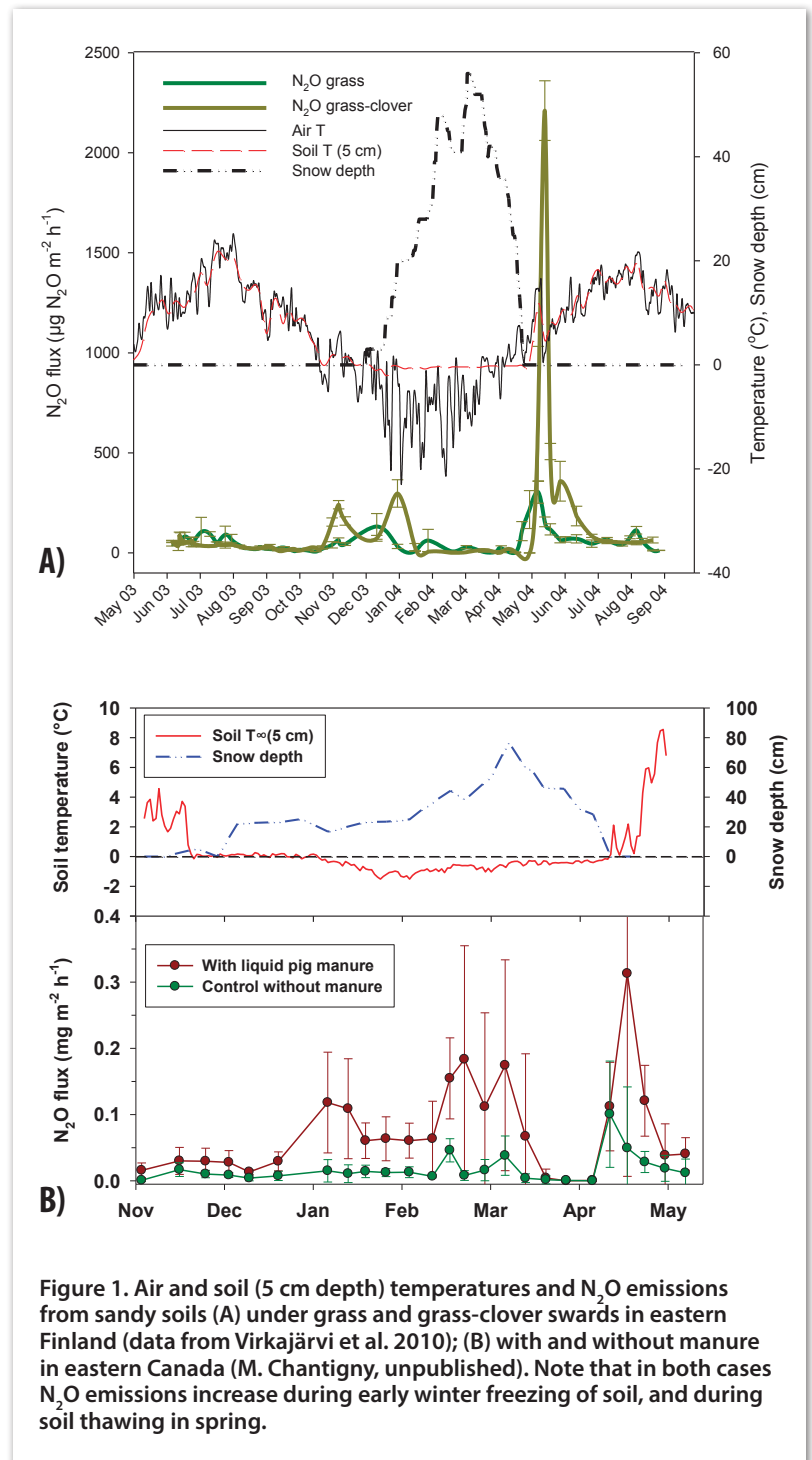 A)
2500
2000
1500
1000
500
0
N₂O flux (µg N₂O m⁻² h⁻¹)
N₂O grass
N₂O grass-clover
Air T
Soil T (5 cm)
Snow depth
60
40
20
0
-20
-40
Temperature (⁰C), Snow depth (cm)
May 03
Jun 03
Jul 03
Aug 03
Sep 03
Oct 03
Nov 03
Dec 03
Jan 04
Feb 04
Mar 04
Apr 04
May 04
Jun 04
Jul 04
Aug 04
Sep 04
10
8
6
4
2
0
-2
Soil temperature (°C)
Soil T∞(5 cm)
Snow depth
100
80
60
40
20
0
Snow depth (cm)
0.4
0.3
0.2
0.1
0.0
N₂O flux (mg m⁻² h⁻¹)
With liquid pig manure
Control without manure
B)
Nov
Dec
Jan
Feb
Mar
Apr
May
Figure 1. Air and soil (5 cm depth) temperatures and N₂O emissions
from sandy soils (A) under grass and grass-clover swards in eastern
Finland (data from Virkajärvi et al. 2010); (B) with and without manure
in eastern Canada (M. Chantigny, unpublished). Note that in both cases
N₂O emissions increase during early winter freezing of soil, and during
soil thawing in spring.